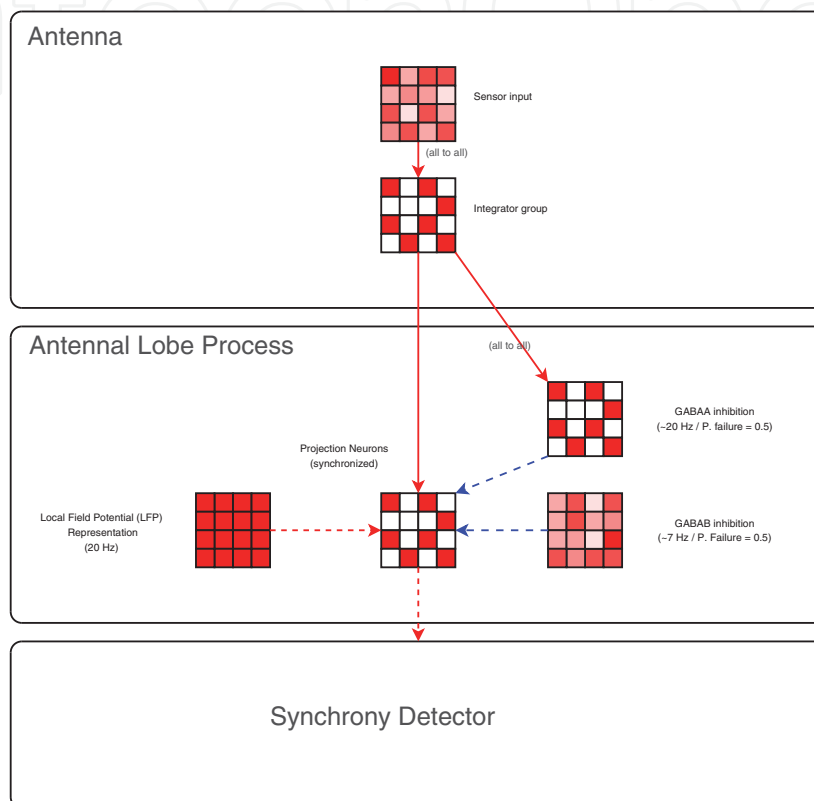 Antenna
Sensor input
(all to all)
Integrator group
Antennal Lobe Process
(all to all)
GABAA inhibition
(~20 Hz / P. failure = 0.5)
Projection Neurons
(synchronized)
Local Field Potential (LFP)
Representation
(20 Hz)
GABAB inhibition
(~7 Hz / P. Failure = 0.5)
Synchrony Detector